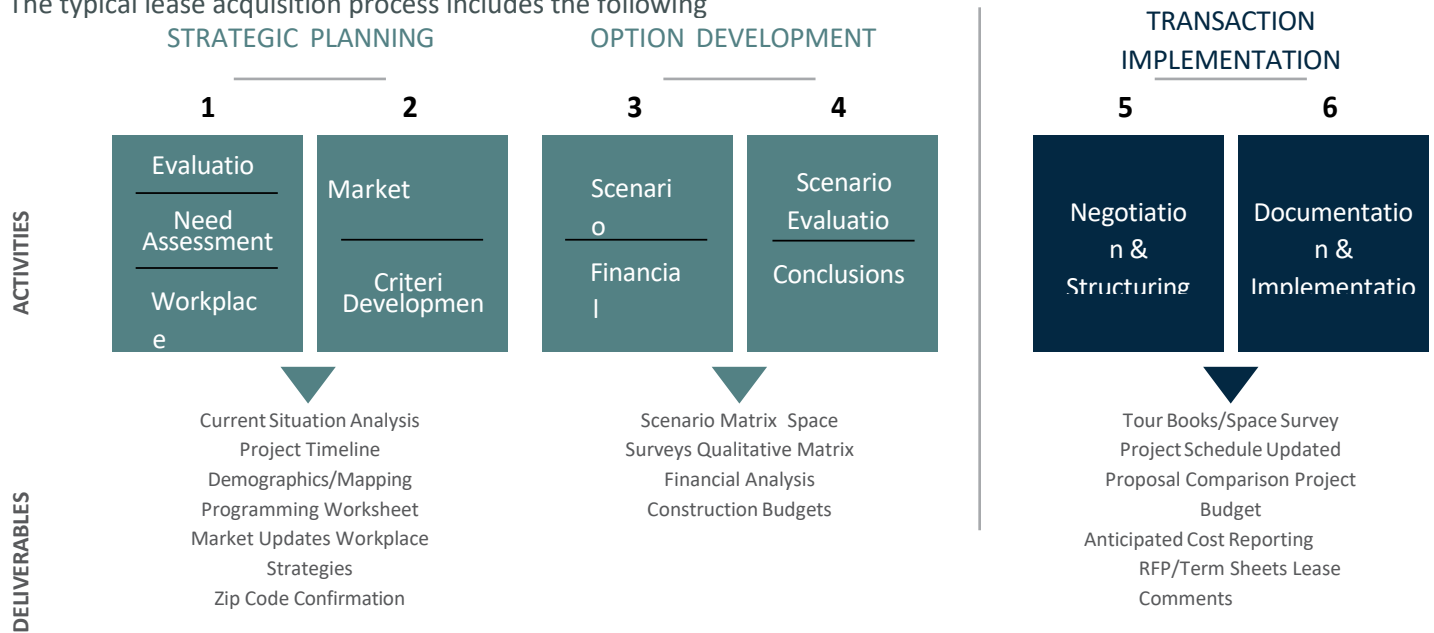 The typical lease acquisition process includes the following
STRATEGIC PLANNING
OPTION DEVELOPMENT
TRANSACTION
IMPLEMENTATION
1
2
3
4
5
6
ACTIVITIES
Evaluatio
Need
Assessment
Workplac
e
Market
Criteri
Developmen
Scenari
o
Financia
l
Scenario
Evaluatio
Conclusions
Negotiatio
n &
Structuring
Documentatio
n &
Implementatio
DELIVERABLES
Current Situation Analysis
Project Timeline
Demographics/Mapping
Programming Worksheet
Market Updates Workplace
Strategies
Zip Code Confirmation
Scenario Matrix Space
Surveys Qualitative Matrix
Financial Analysis
Construction Budgets
Tour Books/Space Survey
Project Schedule Updated
Proposal Comparison Project
Budget
Anticipated Cost Reporting
RFP/Term Sheets Lease
Comments